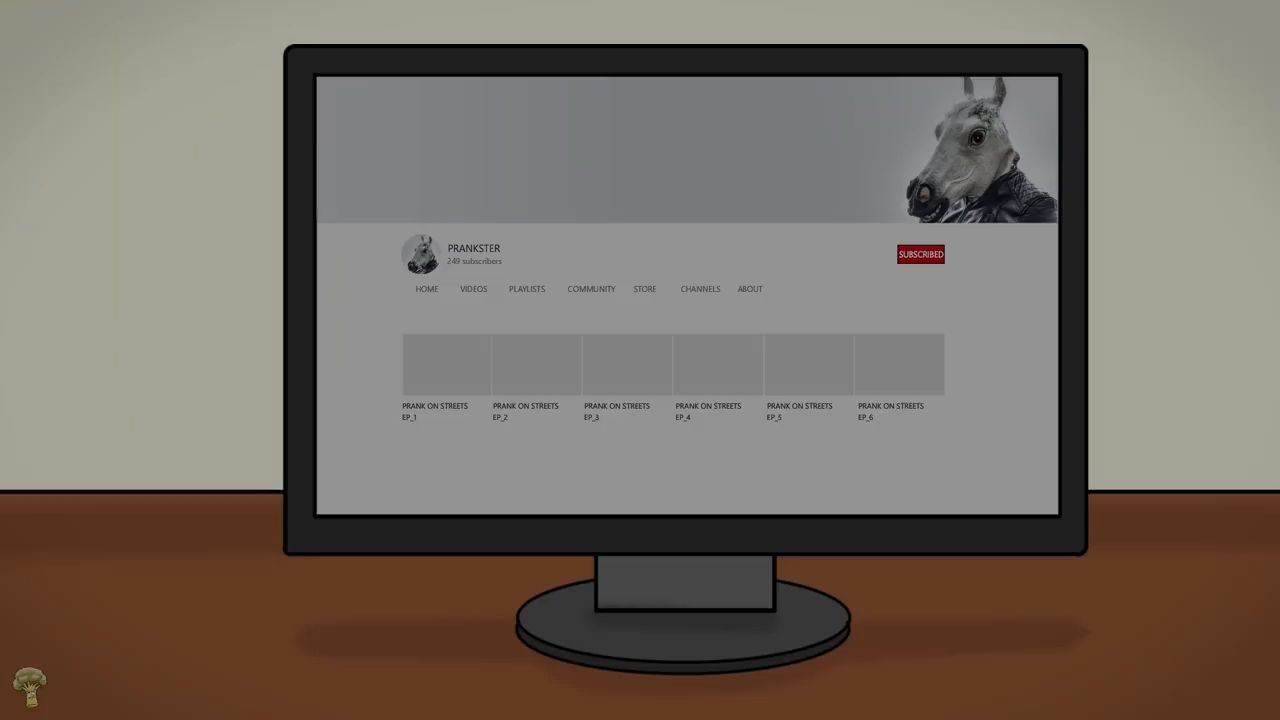 PRANKSTER
249 subscribers
SUBSCRIBED
HOME VIDEOS PLAYLISTS COMMUNITY STORE CHANNELS ABOUT
PRANK ON STREETS
EP_1
PRANK ON STREETS
EP_2
PRANK ON STREETS
EP_3
PRANK ON STREETS
EP_4
PRANK ON STREETS
EP_5
PRANK ON STREETS
EP_6